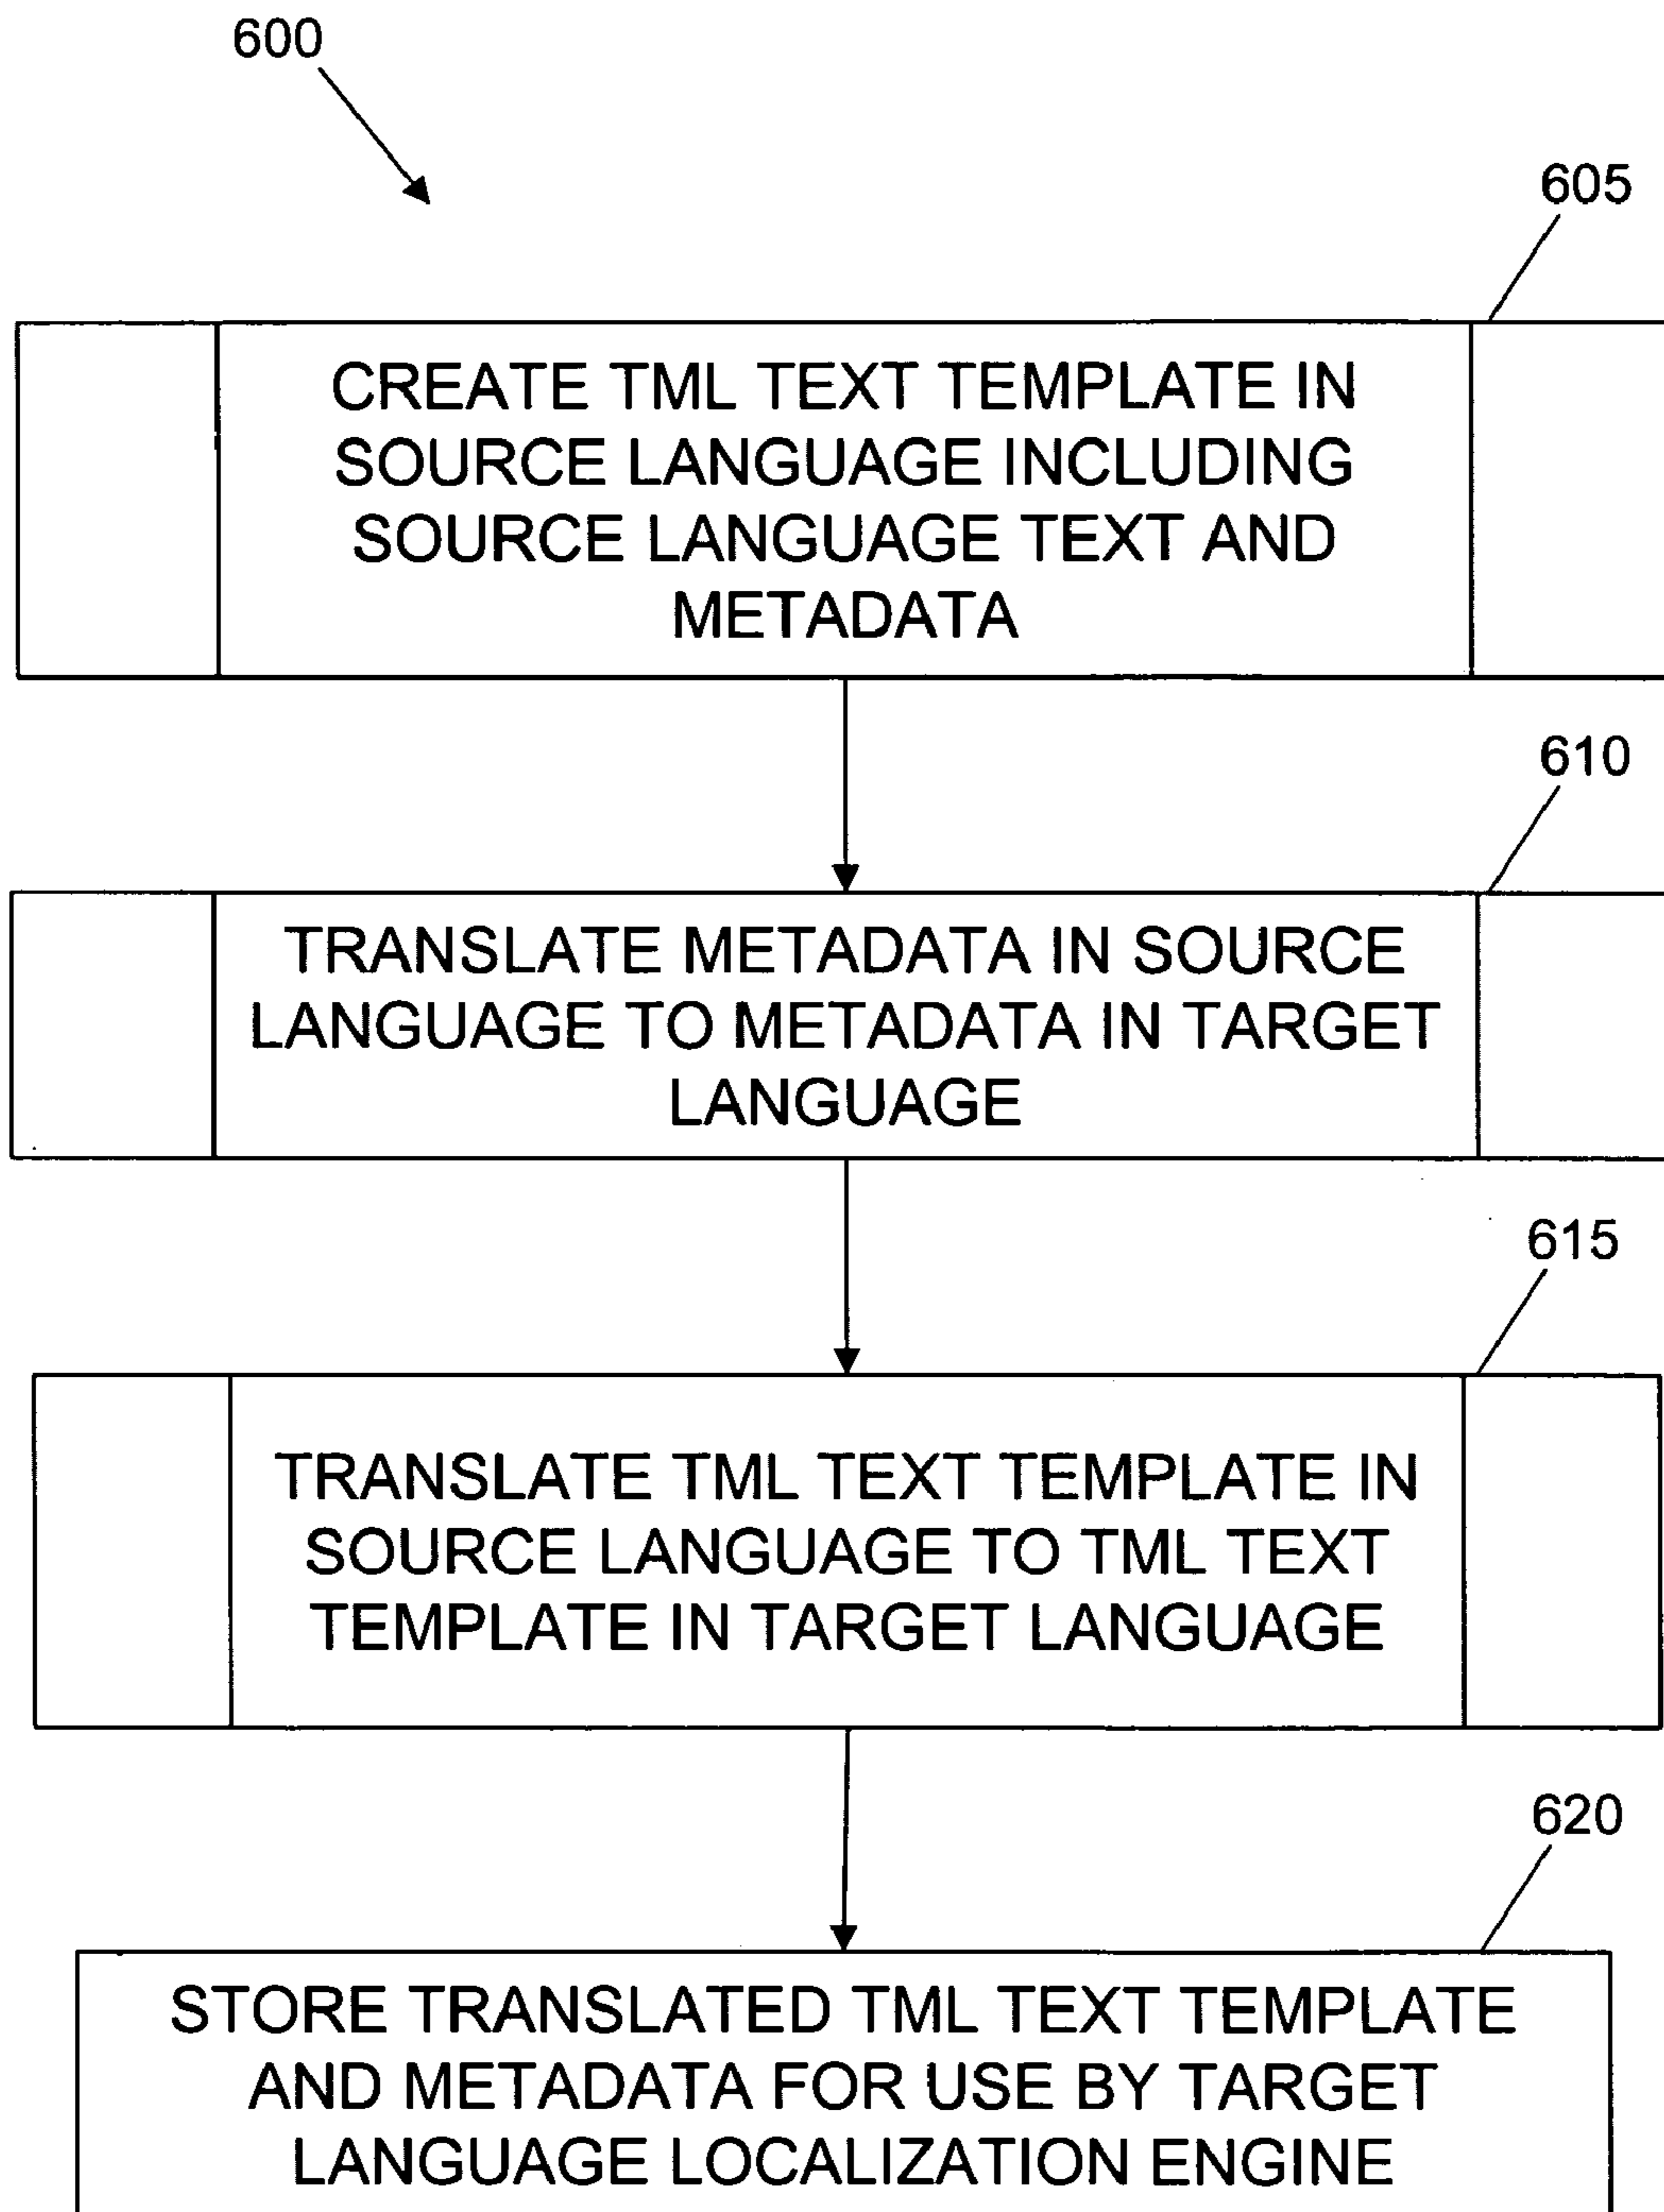 600
605
CREATE TML TEXT TEMPLATE IN
SOURCE LANGUAGE INCLUDING
SOURCE LANGUAGE TEXT AND
METADATA
610
TRANSLATE METADATA IN SOURCE
LANGUAGE TO METADATA IN TARGET
LANGUAGE
615
TRANSLATE TML TEXT TEMPLATE IN
SOURCE LANGUAGE TO TML TEXT
TEMPLATE IN TARGET LANGUAGE
620
STORE TRANSLATED TML TEXT TEMPLATE
AND METADATA FOR USE BY TARGET
LANGUAGE LOCALIZATION ENGINE